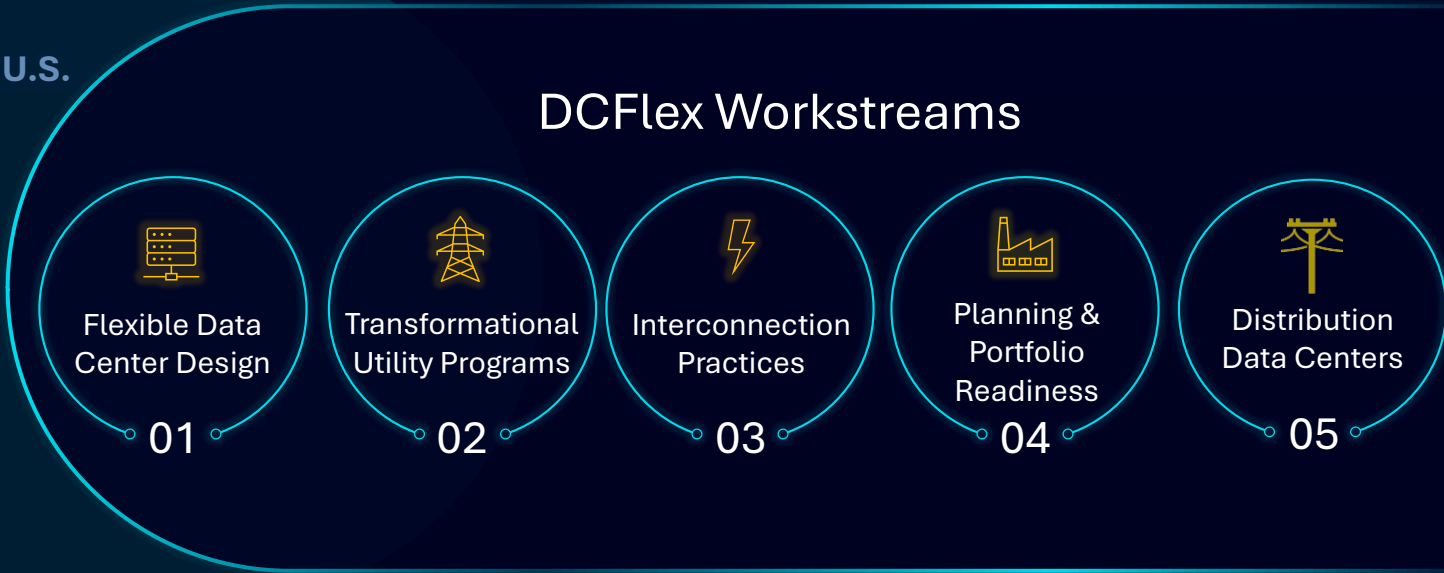 U.S.
DCFlex Workstreams
Flexible Data
Center Design
01
Transformational
Utility Programs
02
Interconnection
Practices
03
Planning &
Portfolio
Readiness
04
Distribution
Data Centers
05